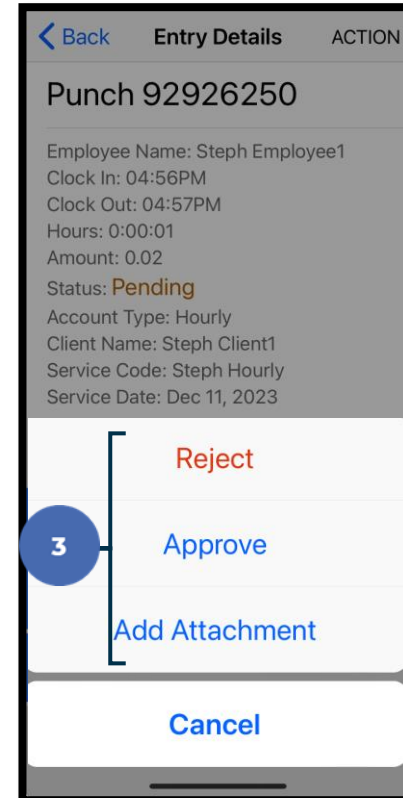 Back Entry Details ACTION
Punch 92926250
Employee Name: Steph Employee1
Clock In: 04:56PM
Clock Out: 04:57PM
Hours: 0:00:01
Amount: 0.02
Status: Pending
Account Type: Hourly
Client Name: Steph Client1
Service Code: Steph Hourly
Service Date: Dec 11, 2023
Reject
3 Approve
Add Attachment
Cancel